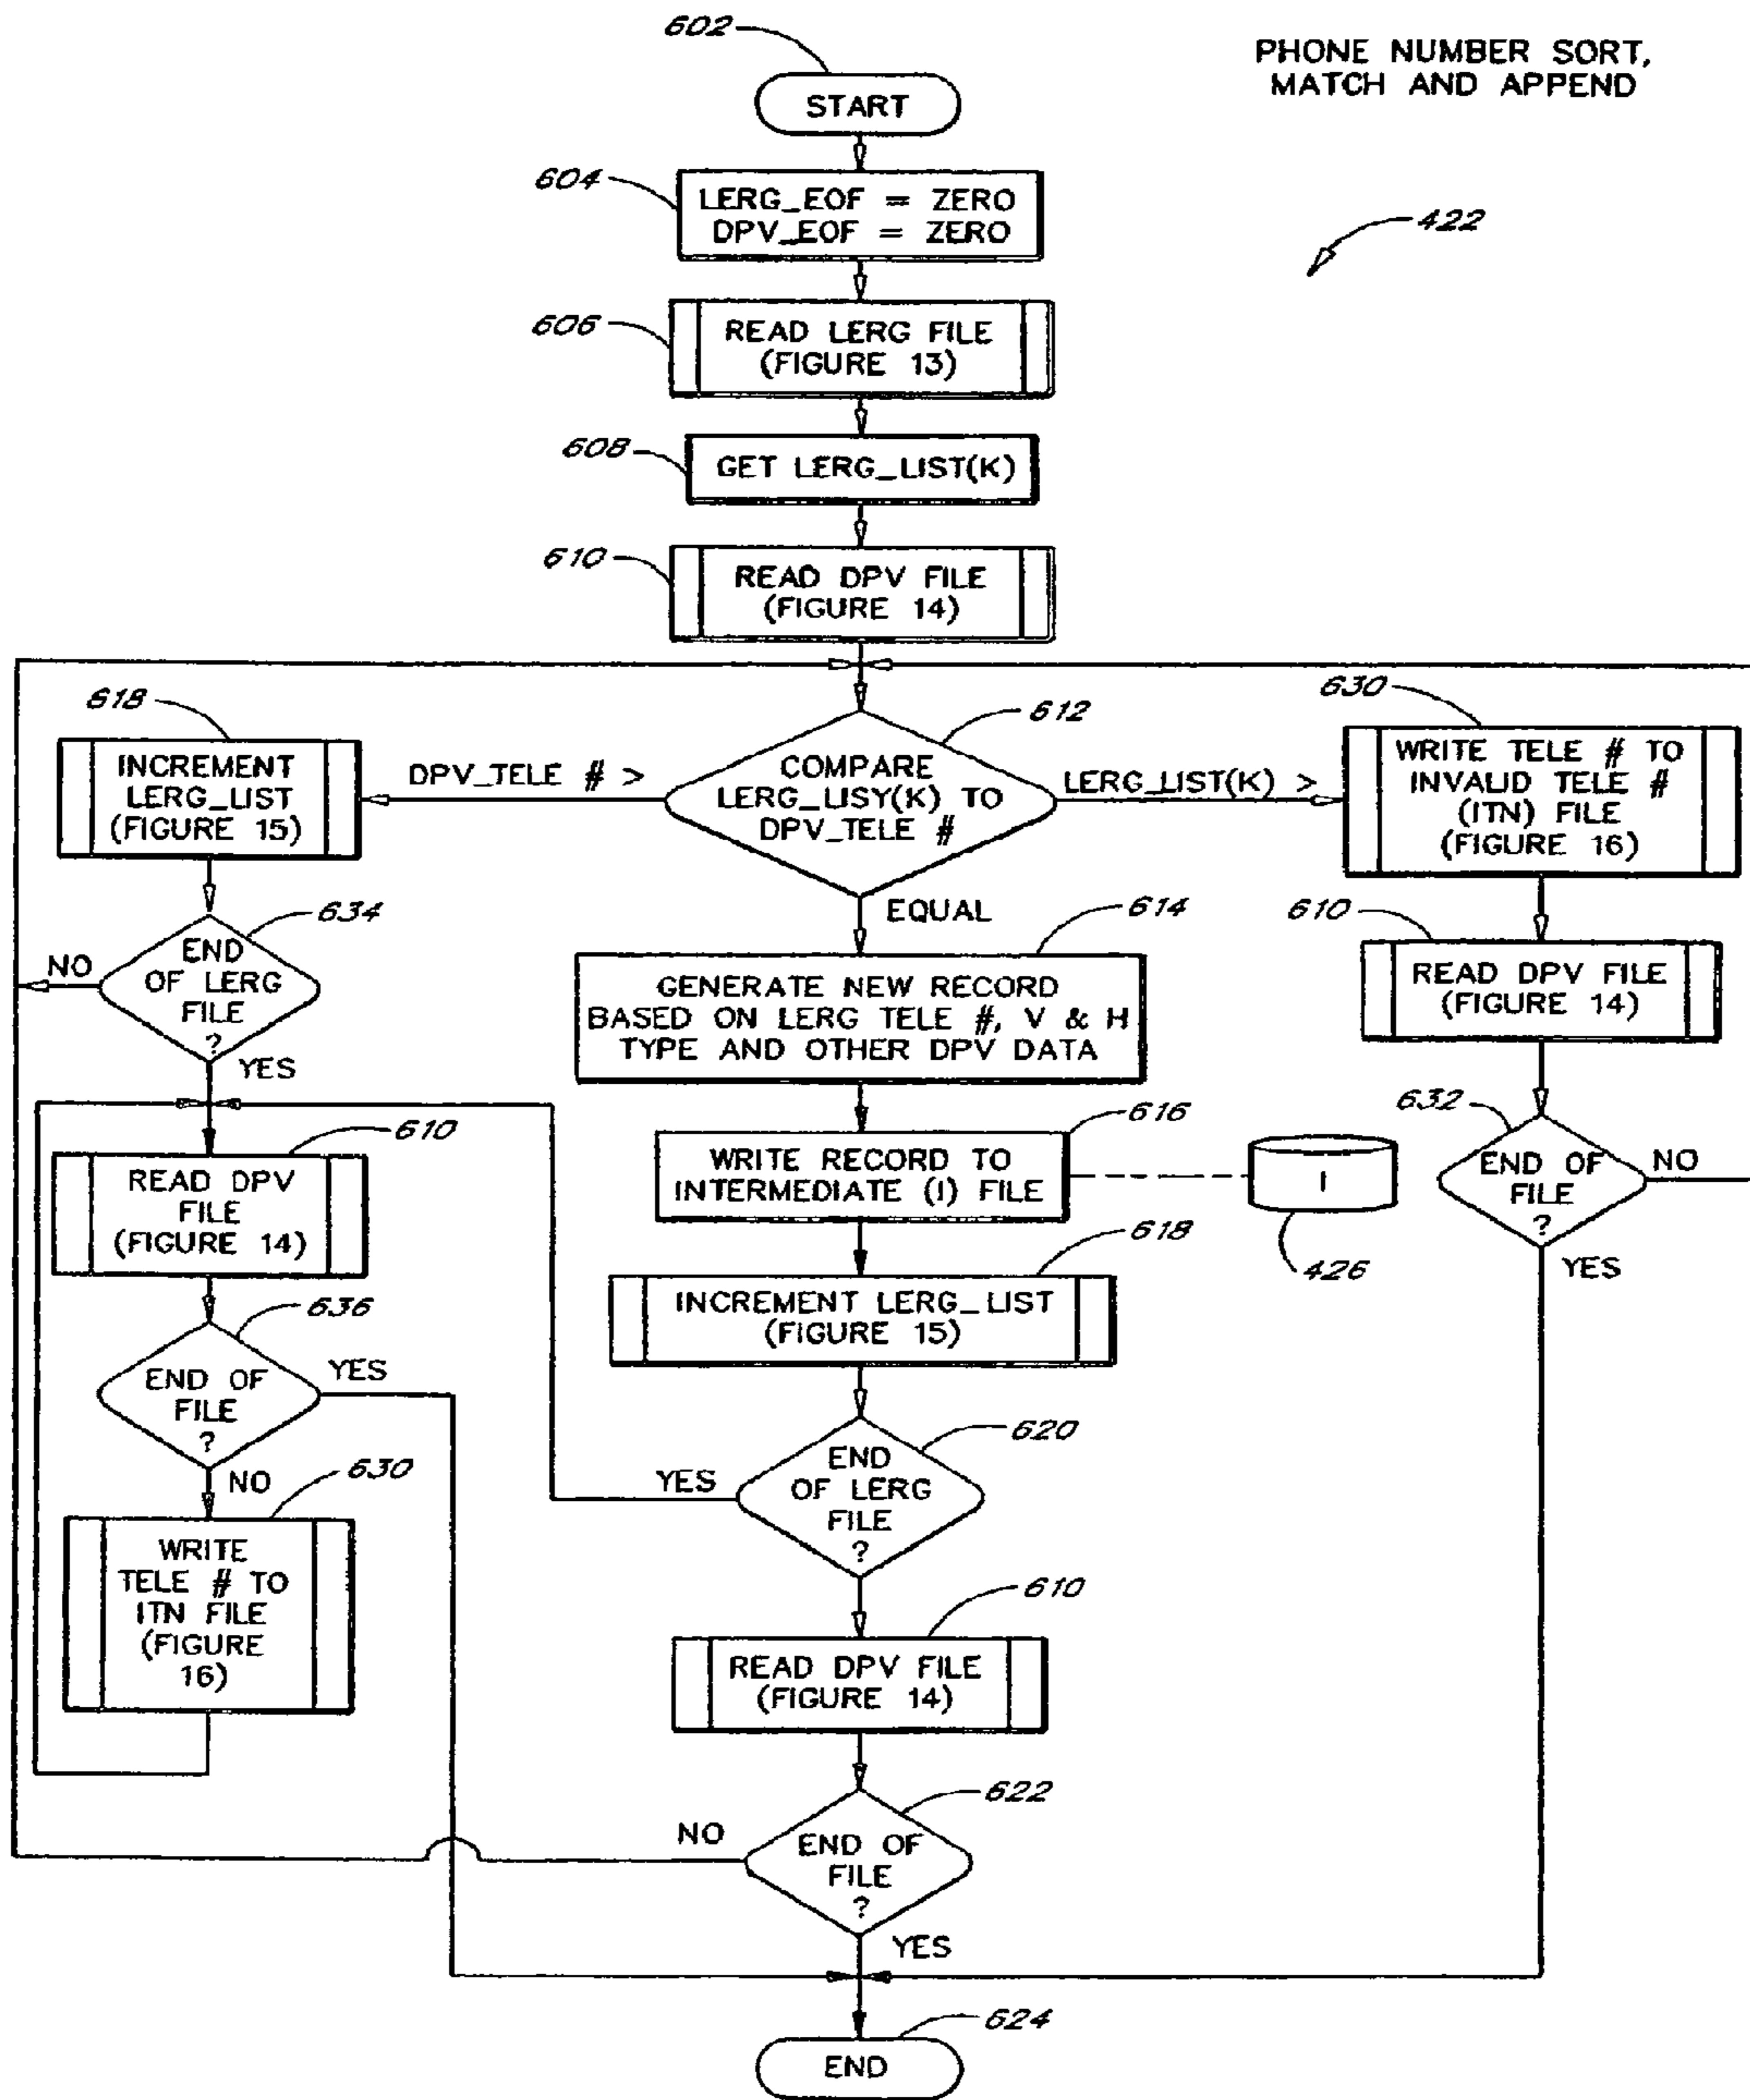 602
PHONE NUMBER SORT,
MATCH AND APPEND
START
604
LERG_EOF = ZERO
DPV_EOF = ZERO
422
606
READ LERG FILE
(FIGURE 13)
608
GET LERG_LIST(K)
610
READ DPV FILE
(FIGURE 14)
618
INCREMENT
LERG_LIST
(FIGURE 15)
DPV_TELE # >
612
COMPARE
LERG_LISY(K) TO
DPV_TELE #
LERG_LIST(K) >
630
WRITE TELE # TO
INVALID TELE #
(ITN) FILE
(FIGURE 16)
634
END
OF LERG
FILE
?
NO
YES
EQUAL
614
GENERATE NEW RECORD
BASED ON LERG TELE #, V & H
TYPE AND OTHER DPV DATA
610
READ DPV FILE
(FIGURE 14)
610
READ DPV
FILE
(FIGURE 14)
616
WRITE RECORD TO
INTERMEDIATE (I) FILE
I
426
632
END OF
FILE
?
NO
YES
618
INCREMENT LERG_LIST
(FIGURE 15)
636
END OF
FILE
?
YES
NO
620
END
OF LERG
FILE
?
YES
630
WRITE
TELE # TO
ITN FILE
(FIGURE
16)
610
READ DPV FILE
(FIGURE 14)
622
END OF
FILE
?
NO
YES
624
END